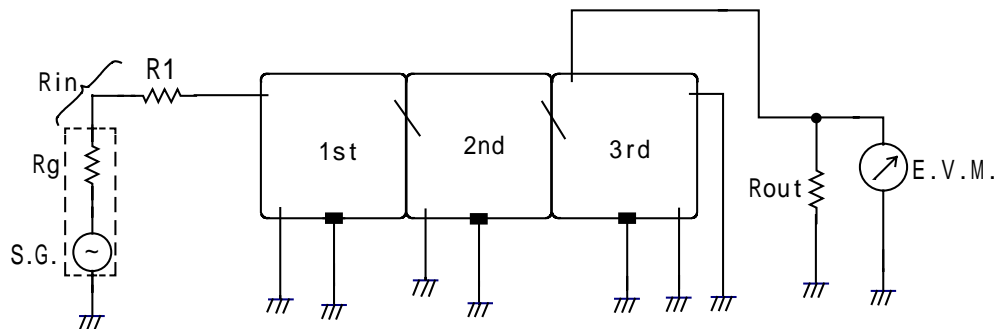 Rin
R1
Rg
S.G.
~
1st
2nd
3rd
Rout
E.V.M.